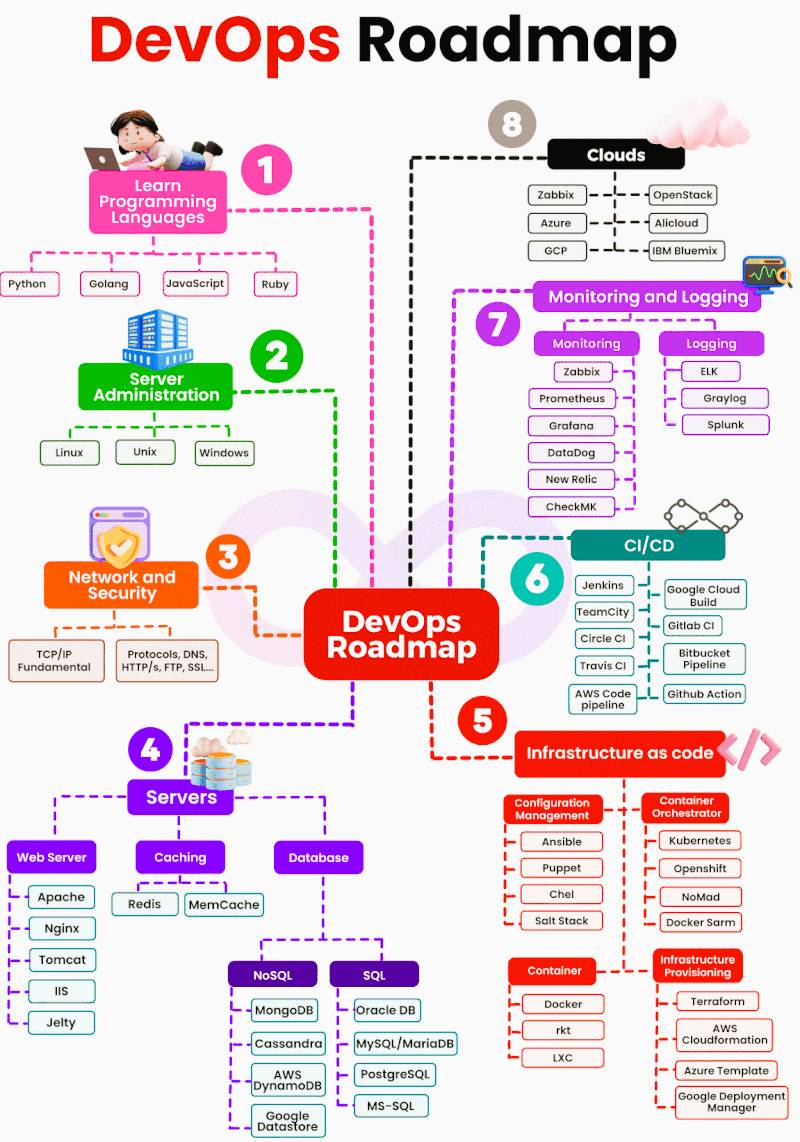 DevOps Roadmap
1
Learn
Programming
Languages
Python
Golang
JavaScript
Ruby
2
Server
Administration
Linux
Unix
Windows
3
Network and
Security
TCP/IP
Fundamental
Protocols, DNS,
HTTP/s, FTP, SSL...
DevOps
Roadmap
4
Servers
Web Server
Apache
Nginx
Tomcat
IIS
Jelty
Caching
Redis
MemCache
Database
NoSQL
MongoDB
Cassandra
AWS
DynamoDB
Google
Datastore
SQL
Oracle DB
MySQL/MariaDB
PostgreSQL
MS-SQL
5
Infrastructure as code
</>
Configuration
Management
Ansible
Puppet
Chel
Salt Stack
Container
Orchestrator
Kubernetes
Openshift
NoMad
Docker Sarm
Container
Docker
rkt
LXC
Infrastructure
Provisioning
Terraform
AWS
Cloudformation
Azure Template
Google Deployment
Manager
6
CI/CD
Jenkins
TeamCity
Circle CI
Travis CI
AWS Code
pipeline
Google Cloud
Build
Gitlab CI
Bitbucket
Pipeline
Github Action
7
Monitoring and Logging
Monitoring
Zabbix
Prometheus
Grafana
DataDog
New Relic
CheckMK
Logging
ELK
Graylog
Splunk
8
Clouds
Zabbix
OpenStack
Azure
Alicloud
GCP
IBM Bluemix